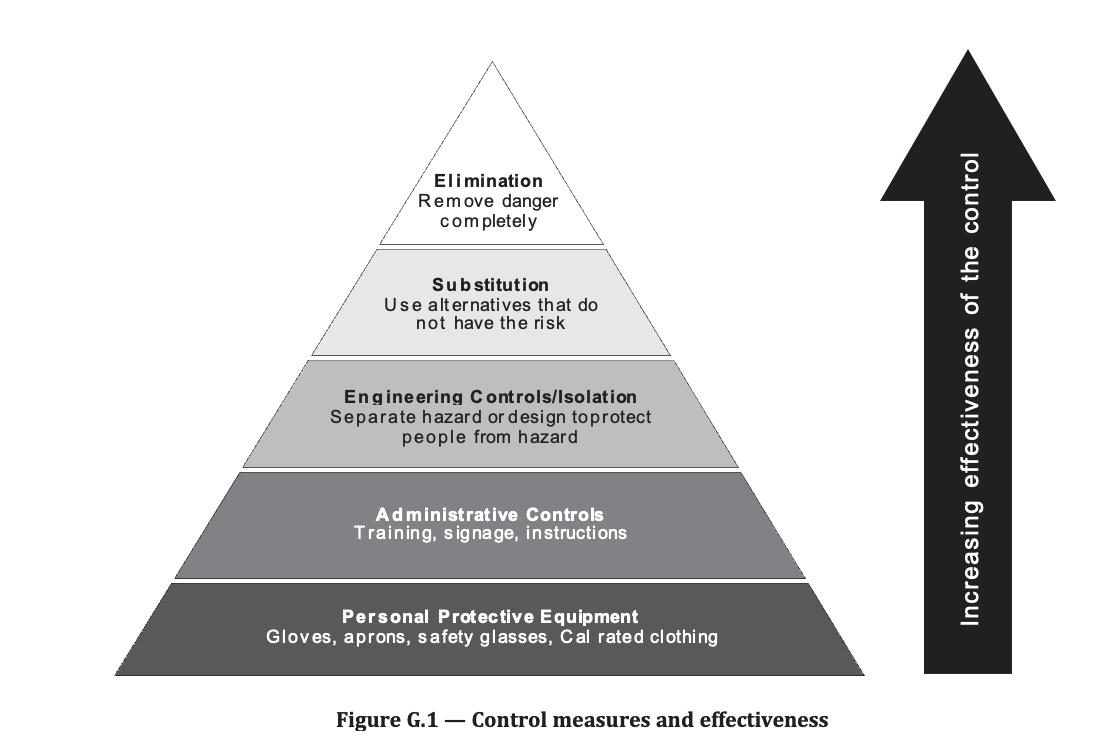 Elimination
Remove danger
completely
Substitution
Use alternatives that do
not have the risk
Engineering Controls/Isolation
Separate hazard or design toprotect
people from hazard
Administrative Controls
Training, signage, instructions
Personal Protective Equipment
Gloves, aprons, safety glasses, Cal rated clothing
Increasing effectiveness of the control
Figure G.1 — Control measures and effectiveness